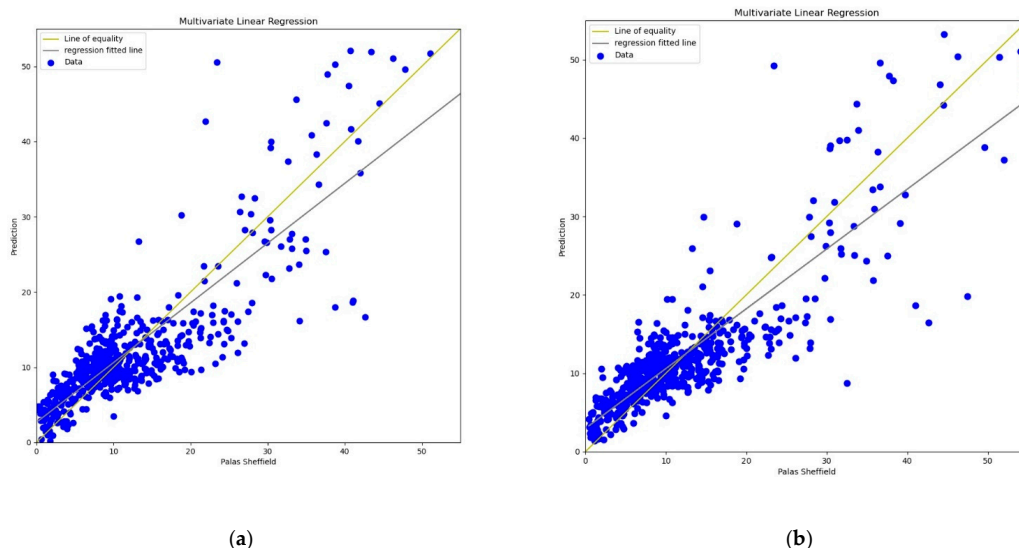 Multivariate Linear Regression
Line of equality
regression fitted line
Data
50
40
30
20
10
0
Prediction
0 10 20 30 40 50
Palas Sheffield
(a)
Multivariate Linear Regression
Line of equality
regression fitted line
Data
50
40
30
20
10
0
Prediction
0 10 20 30 40 50
Palas Sheffield
(b)